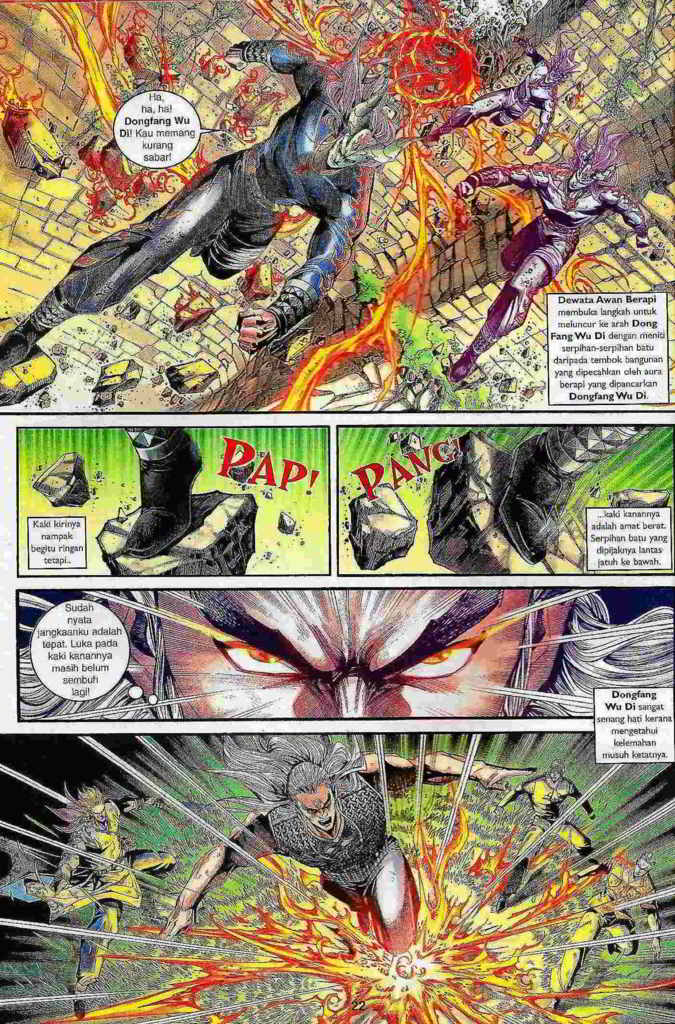 Ha,
ha, ha!
Dongfang Wu
Di! Kau memang
kurang
sabar!
Dewata Awan Berapi
membuka langkah untuk
meluncur ke arah Dong
Fang Wu Di dengan meniti
serpihan-serpihan batu
daripada tembok bangunan
yang dipecahkan oleh aura
berapi yang dipancarkan
Dongfang Wu Di.
PAP!
Kaki kirinya
nampak
begitu ringan
tetapi..
PANG!
...kaki kanannya
adalah amat berat.
Serpihan batu yang
dipijaknya lantas
jatuh ke bawah.
Sudah
nyata
jangkaanku adalah
tepat. Luka pada
kaki kanannya
masih belum
sembuh
lagi!
Dongfang
Wu Di sangat
senang hati kerana
mengetahui
kelemahan
musuh ketatnya.
22